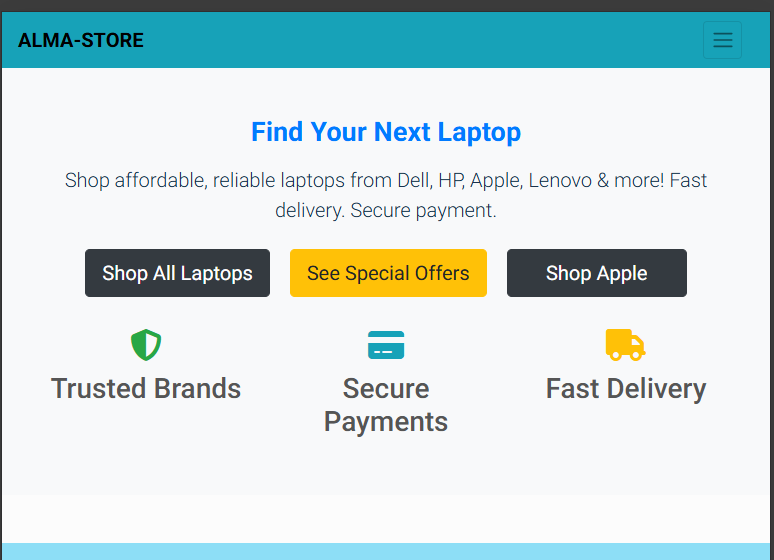 ALMA-STORE
Find Your Next Laptop
Shop affordable, reliable laptops from Dell, HP, Apple, Lenovo & more! Fast
delivery. Secure payment.
Shop All Laptops
See Special Offers
Shop Apple
Trusted Brands
Secure
Payments
Fast Delivery